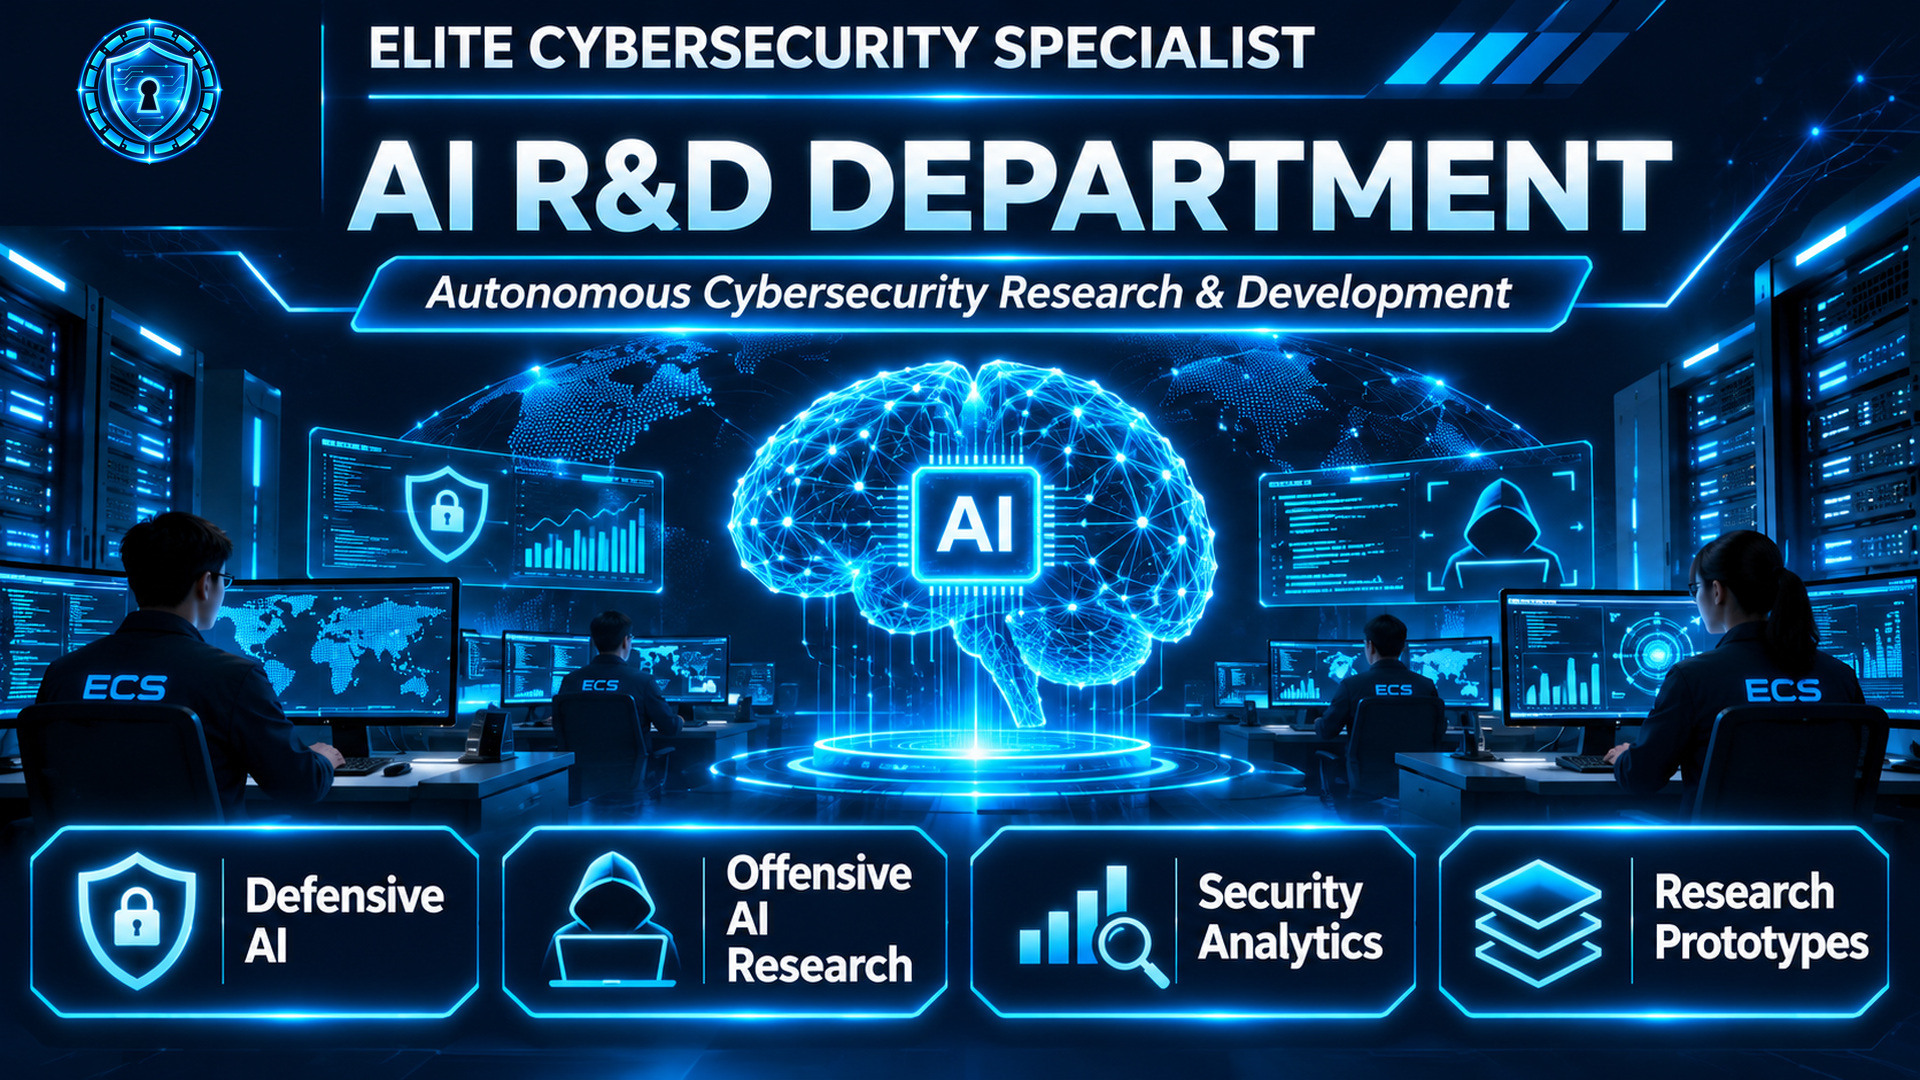 ELITE CYBERSECURITY SPECIALIST
AI R&D DEPARTMENT
Autonomous Cybersecurity Research & Development
AI
ECS
ECS
ECS
ECS
Defensive
AI
Offensive
AI
Research
Security
Analytics
Research
Prototypes